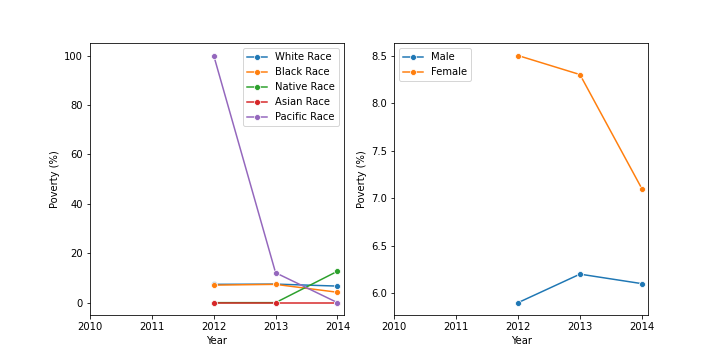 100
80
60
40
20
0
Poverty (%)
2010 2011 2012 2013 2014
Year
White Race
Black Race
Native Race
Asian Race
Pacific Race
8.5
8.0
7.5
7.0
6.5
6.0
Poverty (%)
2010 2011 2012 2013 2014
Year
Male
Female